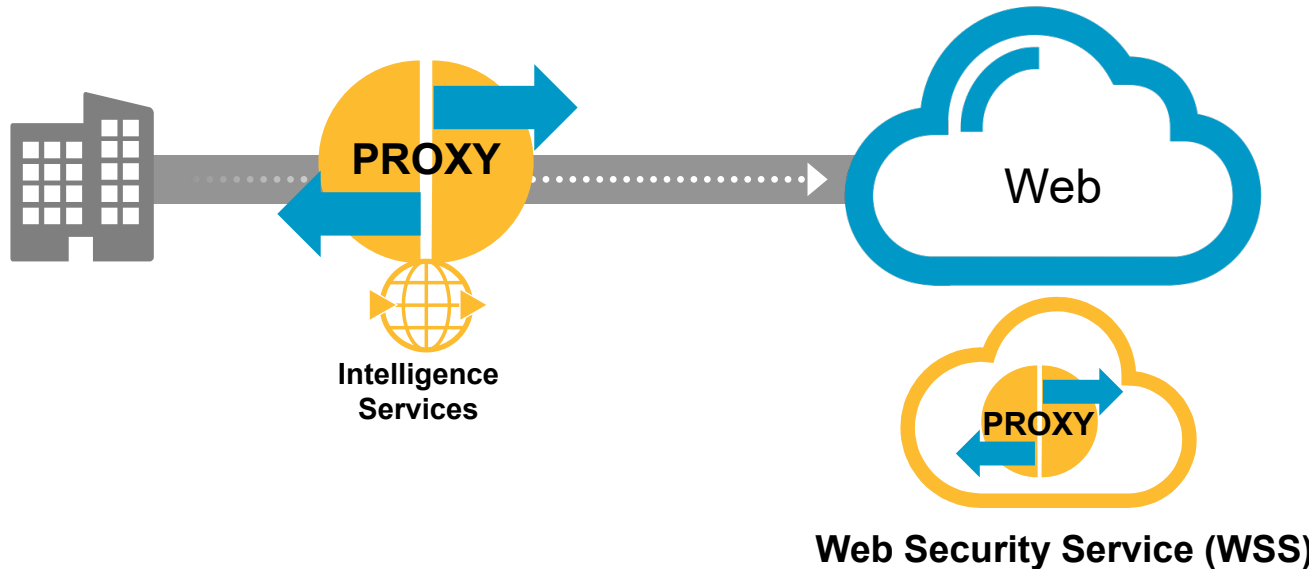 PROXY
Web
Intelligence
Services
PROXY
Web Security Service (WSS)